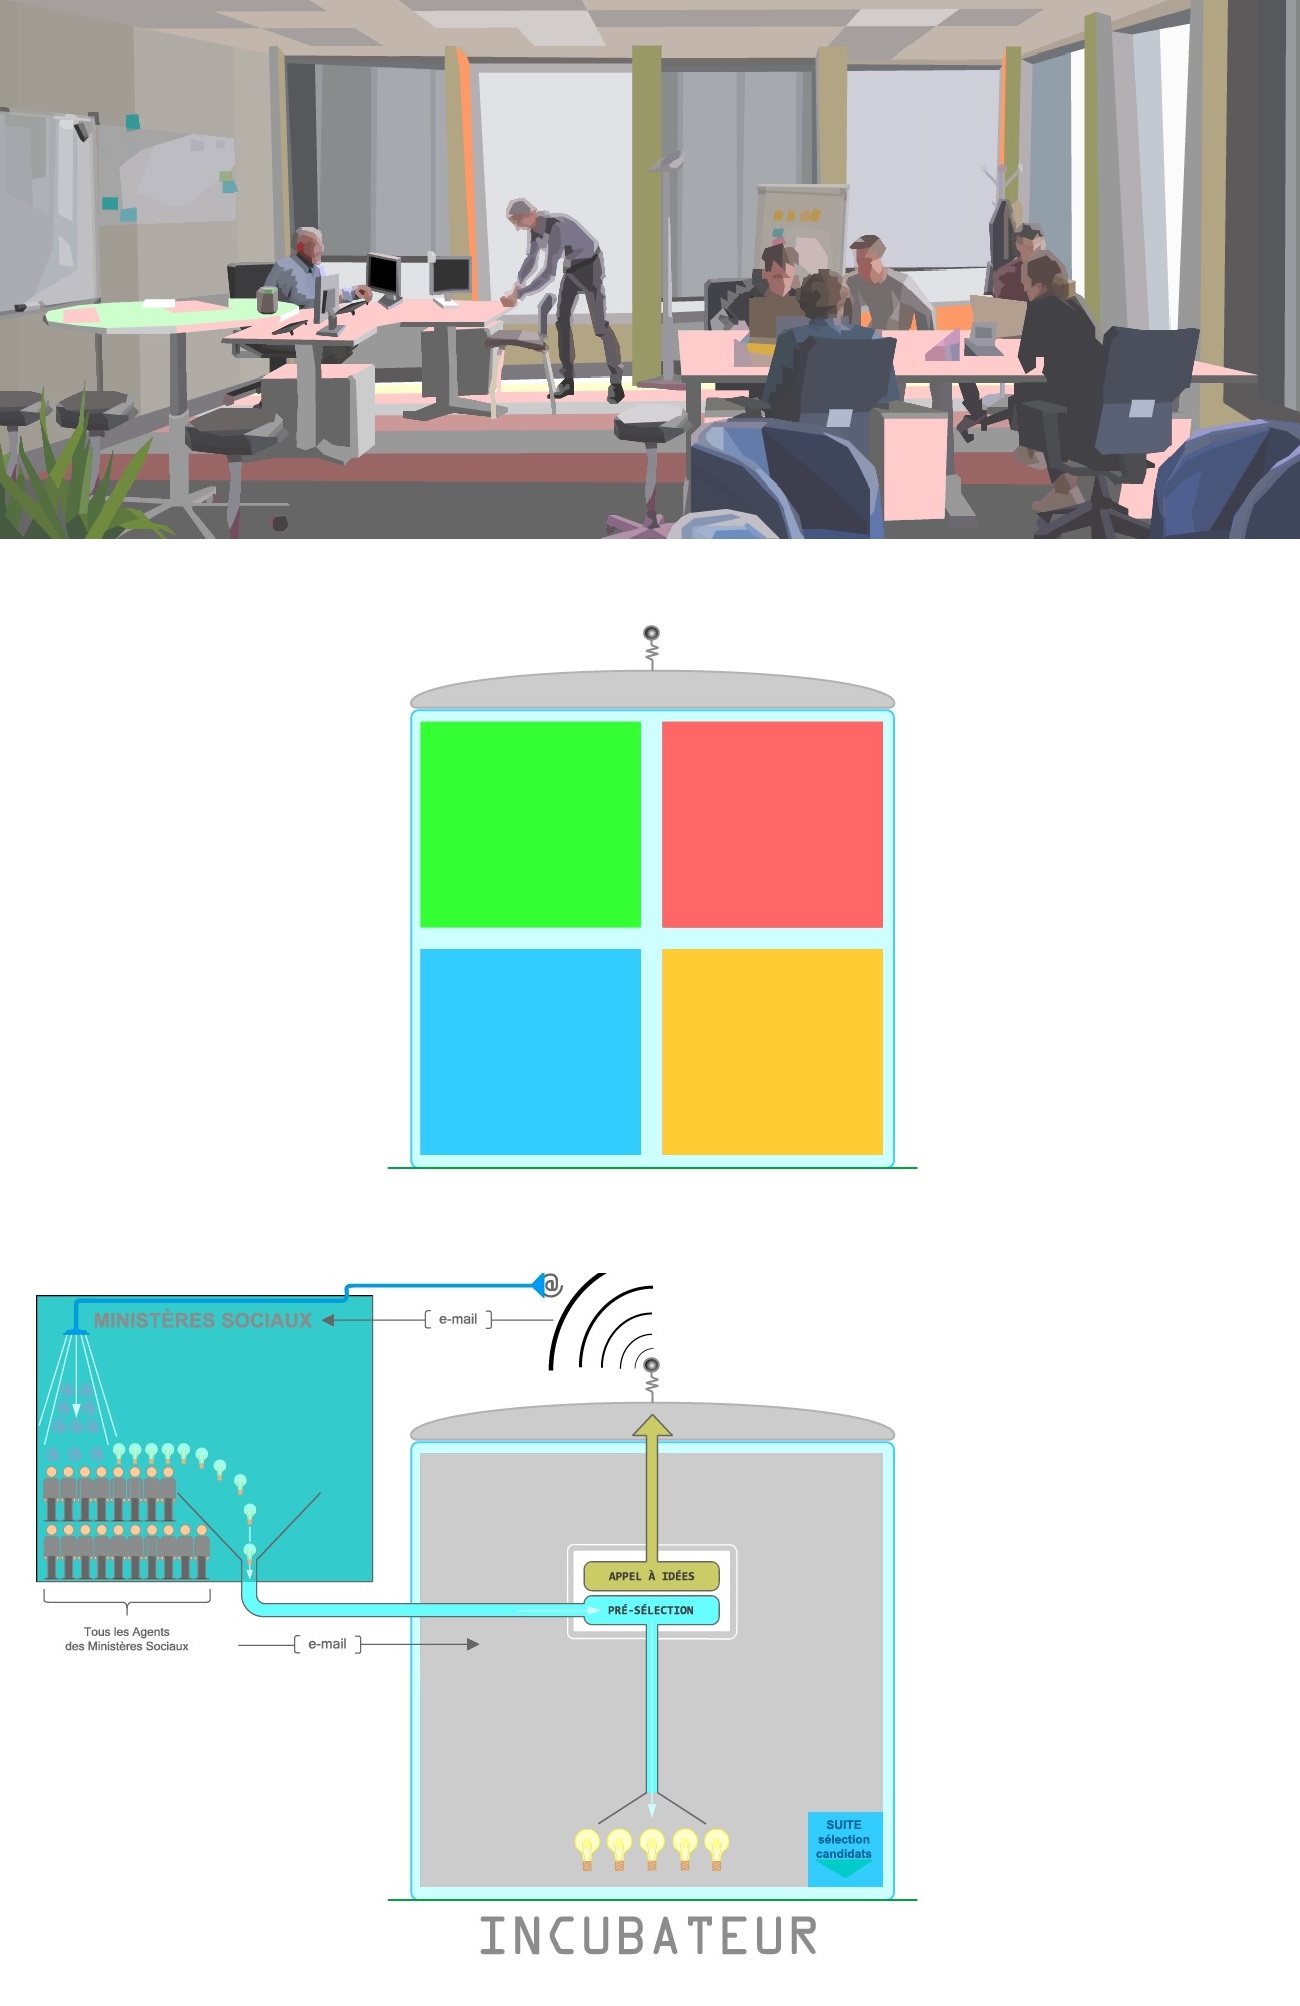 @
MINISTÈRES SOCIAUX
e-mail
APPEL À IDÉES
PRÉ-SÉLECTION
Tous les Agents
des Ministères Sociaux
e-mail
SUITE
sélection
candidats
INCUBATEUR